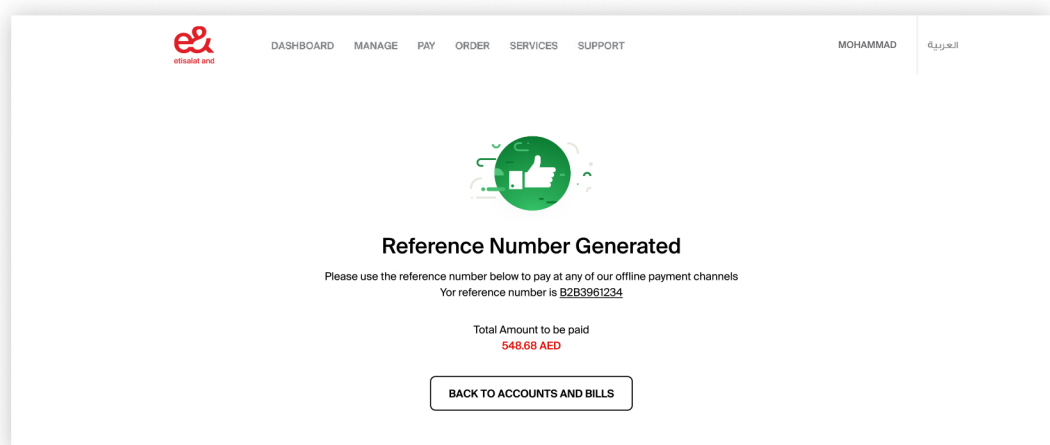 e&
etisalat and
DASHBOARD MANAGE PAY ORDER SERVICES SUPPORT MOHAMMAD العربية
Reference Number Generated
Please use the reference number below to pay at any of our offline payment channels
Yor reference number is B2B3961234
Total Amount to be paid
548.68 AED
BACK TO ACCOUNTS AND BILLS